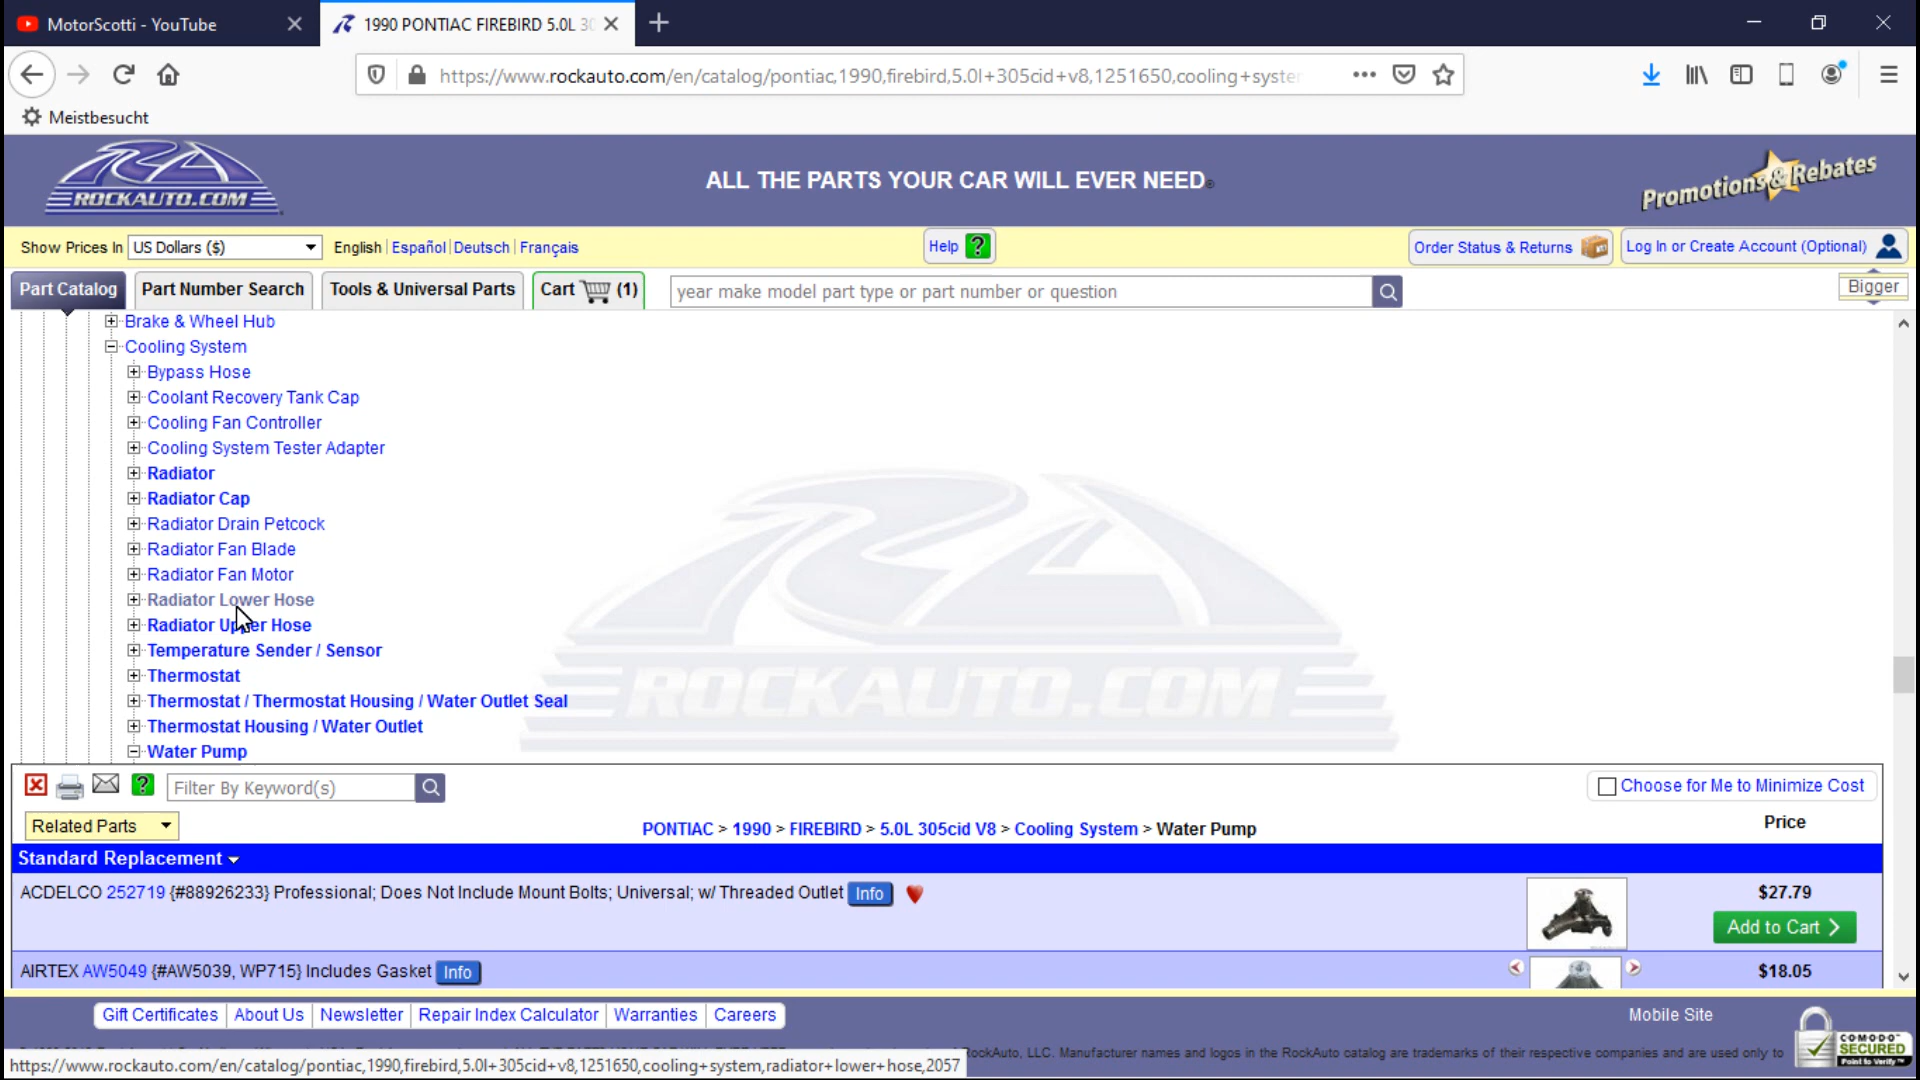 MotorScotti - YouTube
1990 PONTIAC FIREBIRD 5.0L 30
https://www.rockauto.com/en/catalog/pontiac,1990,firebird,5.0l+305cid+v8,1251650,cooling+syste
Meistbesucht
ROCKAUTO.COM
ALL THE PARTS YOUR CAR WILL EVER NEED
Promotions & Rebates
Show Prices In US Dollars ($)
English | Español | Deutsch | Français
Help ?
Order Status & Returns
Log In or Create Account (Optional)
Part Catalog
Part Number Search
Tools & Universal Parts
Cart (1)
year make model part type or part number or question
Bigger
Brake & Wheel Hub
Cooling System
Bypass Hose
Coolant Recovery Tank Cap
Cooling Fan Controller
Cooling System Tester Adapter
Radiator
Radiator Cap
Radiator Drain Petcock
Radiator Fan Blade
Radiator Fan Motor
Radiator Lower Hose
Radiator Upper Hose
Temperature Sender / Sensor
Thermostat
Thermostat / Thermostat Housing / Water Outlet Seal
Thermostat Housing / Water Outlet
Water Pump
ROCKAUTO.COM
Filter By Keyword(s)
Choose for Me to Minimize Cost
Related Parts
PONTIAC > 1990 > FIREBIRD > 5.0L 305cid V8 > Cooling System > Water Pump
Price
Standard Replacement
ACDELCO 252719 {#88926233} Professional; Does Not Include Mount Bolts; Universal; w/ Threaded Outlet Info
$27.79
Add to Cart
AIRTEX AW5049 {#AW5039, WP715} Includes Gasket Info
$18.05
Gift Certificates | About Us | Newsletter | Repair Index Calculator | Warranties | Careers
Mobile Site
COMODO
SECURED
Point to Verify
RockAuto, LLC. Manufacturer names and logos in the RockAuto catalog are trademarks of their respective companies and are used only to
https://www.rockauto.com/en/catalog/pontiac,1990,firebird,5.0l+305cid+v8,1251650,cooling+system,radiator+lower+hose,2057